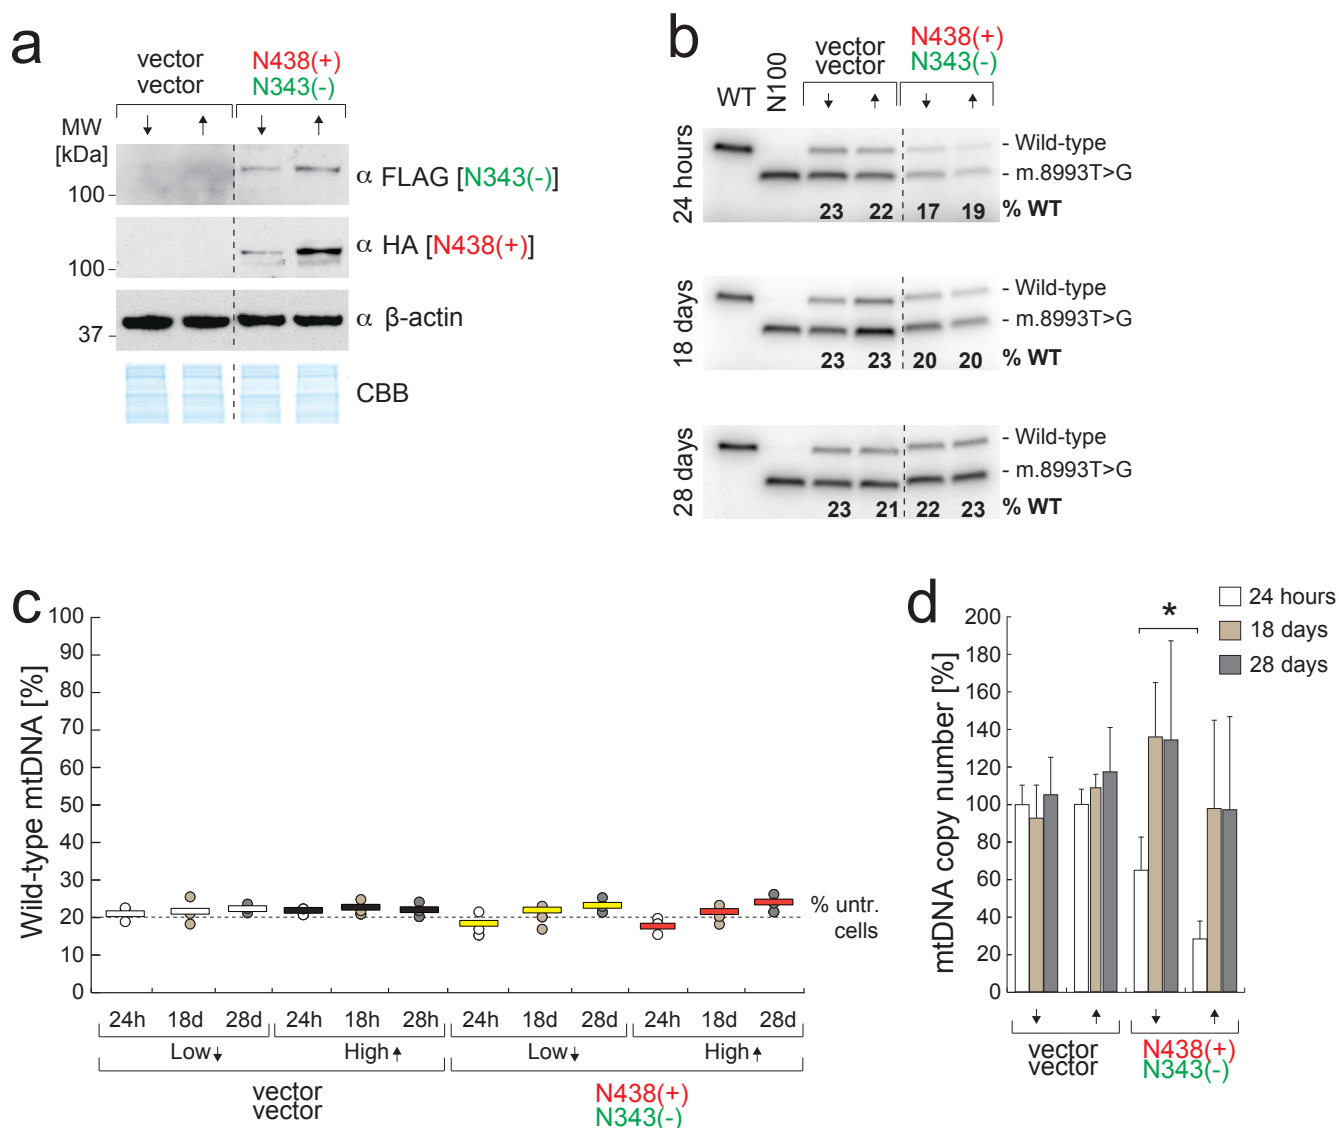 a
vector
vector
N438(+)
N343(-)
MW
[kDa]
↓ ↑ ↓ ↑
100
α FLAG [N343(-)]
100
α HA [N438(+)]
37
α β-actin
CBB
b
WT
N100
vector
vector
N438(+)
N343(-)
↓ ↑ ↓ ↑
24 hours
- Wild-type
- m.8993T>G
23 22 17 19 % WT
18 days
- Wild-type
- m.8993T>G
23 23 20 20 % WT
28 days
- Wild-type
- m.8993T>G
23 21 22 23 % WT
c
Wild-type mtDNA [%]
100
90
80
70
60
50
40
30
20
10
0
% untr.
cells
24h 18d 28d 24h 18h 28h 24h 18d 28d 24h 18d 28d
Low↓ High↑ Low↓ High↑
vector
vector
N438(+)
N343(-)
d
mtDNA copy number [%]
200
180
160
140
120
100
80
60
40
20
0
*
24 hours
18 days
28 days
↓ ↑ ↓ ↑
vector
vector
N438(+)
N343(-)